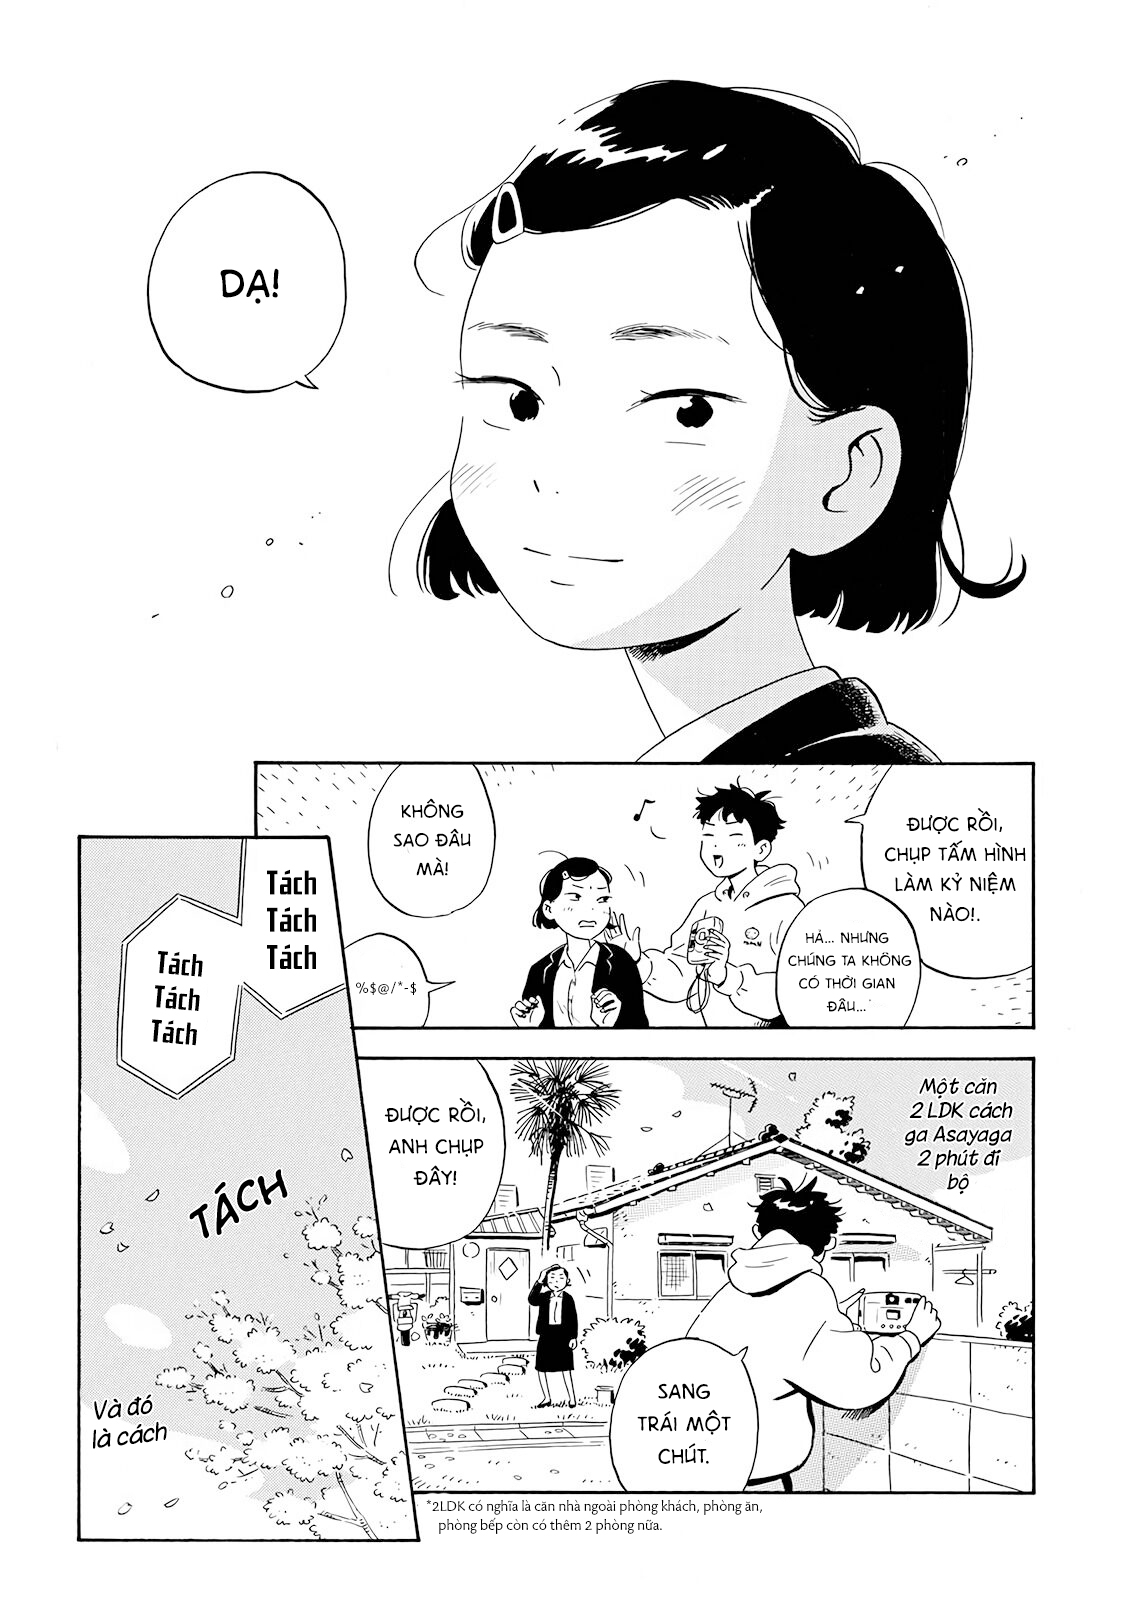 DẠ!
ĐƯỢC RỒI,
CHỤP TẤM HÌNH
LÀM KỶ NIỆM
NÀO!.
HẢ... NHƯNG
CHÚNG TA KHÔNG
CÓ THỜI GIAN
ĐÂU...
KHÔNG
SAO ĐÂU
MÀ!
%$@/*-$
Một căn
2 LDK cách
ga Asayaga
2 phút đi
bộ
ĐƯỢC RỒI,
ANH CHỤP
ĐÂY!
SANG
TRÁI MỘT
CHÚT.
*2LDK có nghĩa là căn nhà ngoài phòng khách, phòng ăn,
phòng bếp còn có thêm 2 phòng nữa.
Tách
Tách
Tách
Tách
Tách
Tách
TÁCH
Và đó
là cách